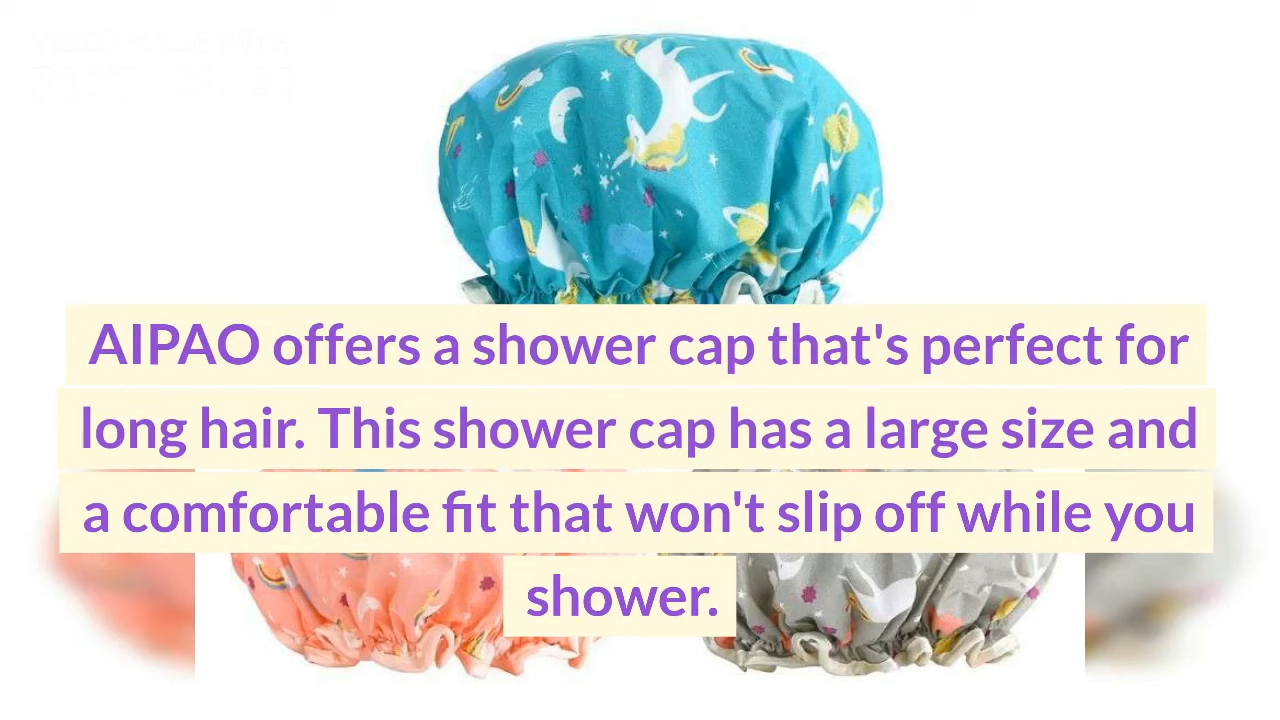 AIPAO offers a shower cap that's perfect for
long hair. This shower cap has a large size and
a comfortable fit that won't slip off while you
shower.